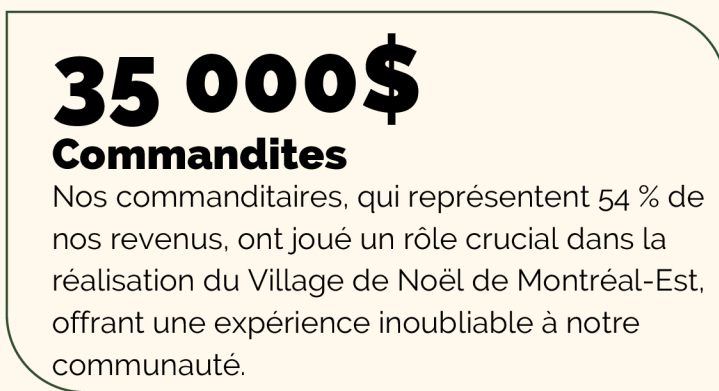 35 000$
Commandites
Nos commanditaires, qui représentent 54 % de
nos revenus, ont joué un rôle crucial dans la
réalisation du Village de Noël de Montréal-Est,
offrant une expérience inoubliable à notre
communauté.